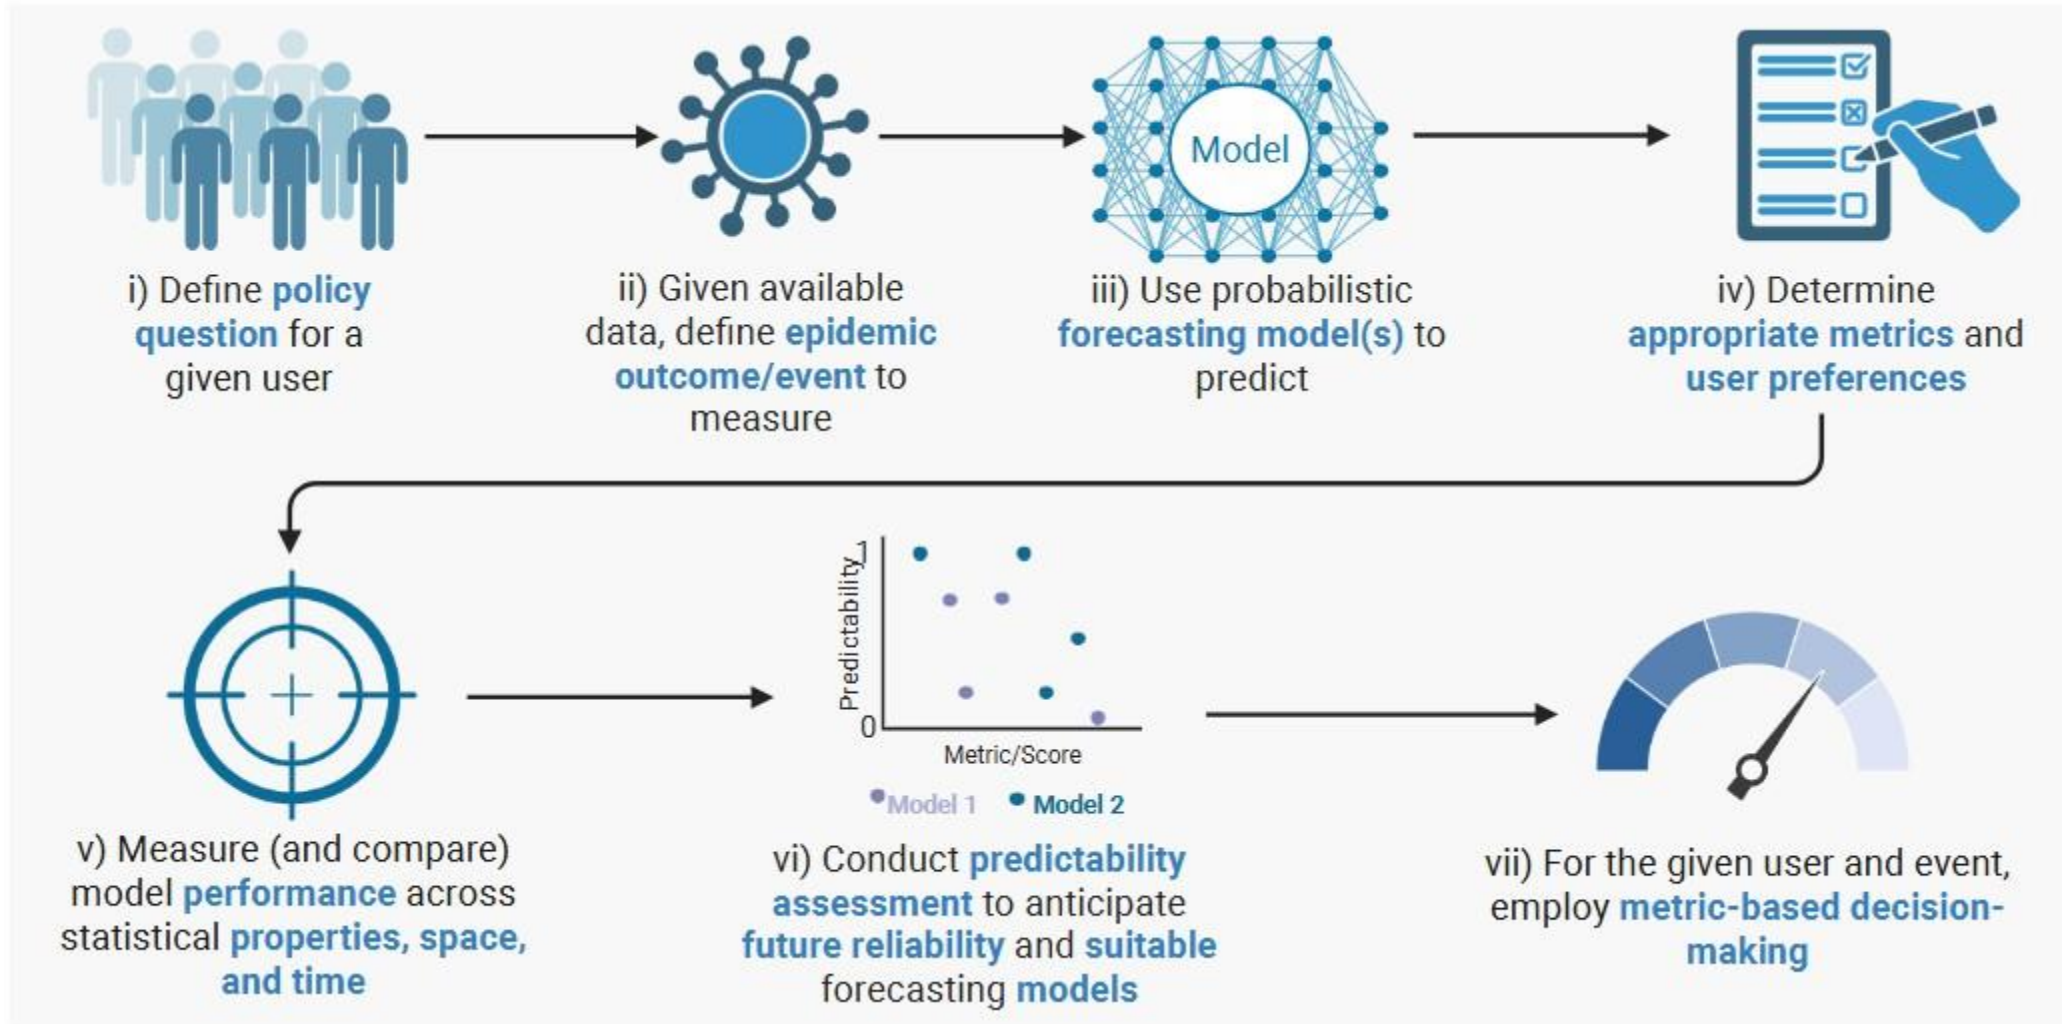 Model
i) Define policy
question for a
given user
ii) Given available
data, define epidemic
outcome/event to
measure
iii) Use probabilistic
forecasting model(s) to
predict
iv) Determine
appropriate metrics and
user preferences
v) Measure (and compare)
model performance across
statistical properties, space,
and time
Predictability
1
0
Metric/Score
Model 1
Model 2
vi) Conduct predictability
assessment to anticipate
future reliability and suitable
forecasting models
vii) For the given user and event,
employ metric-based decision-
making